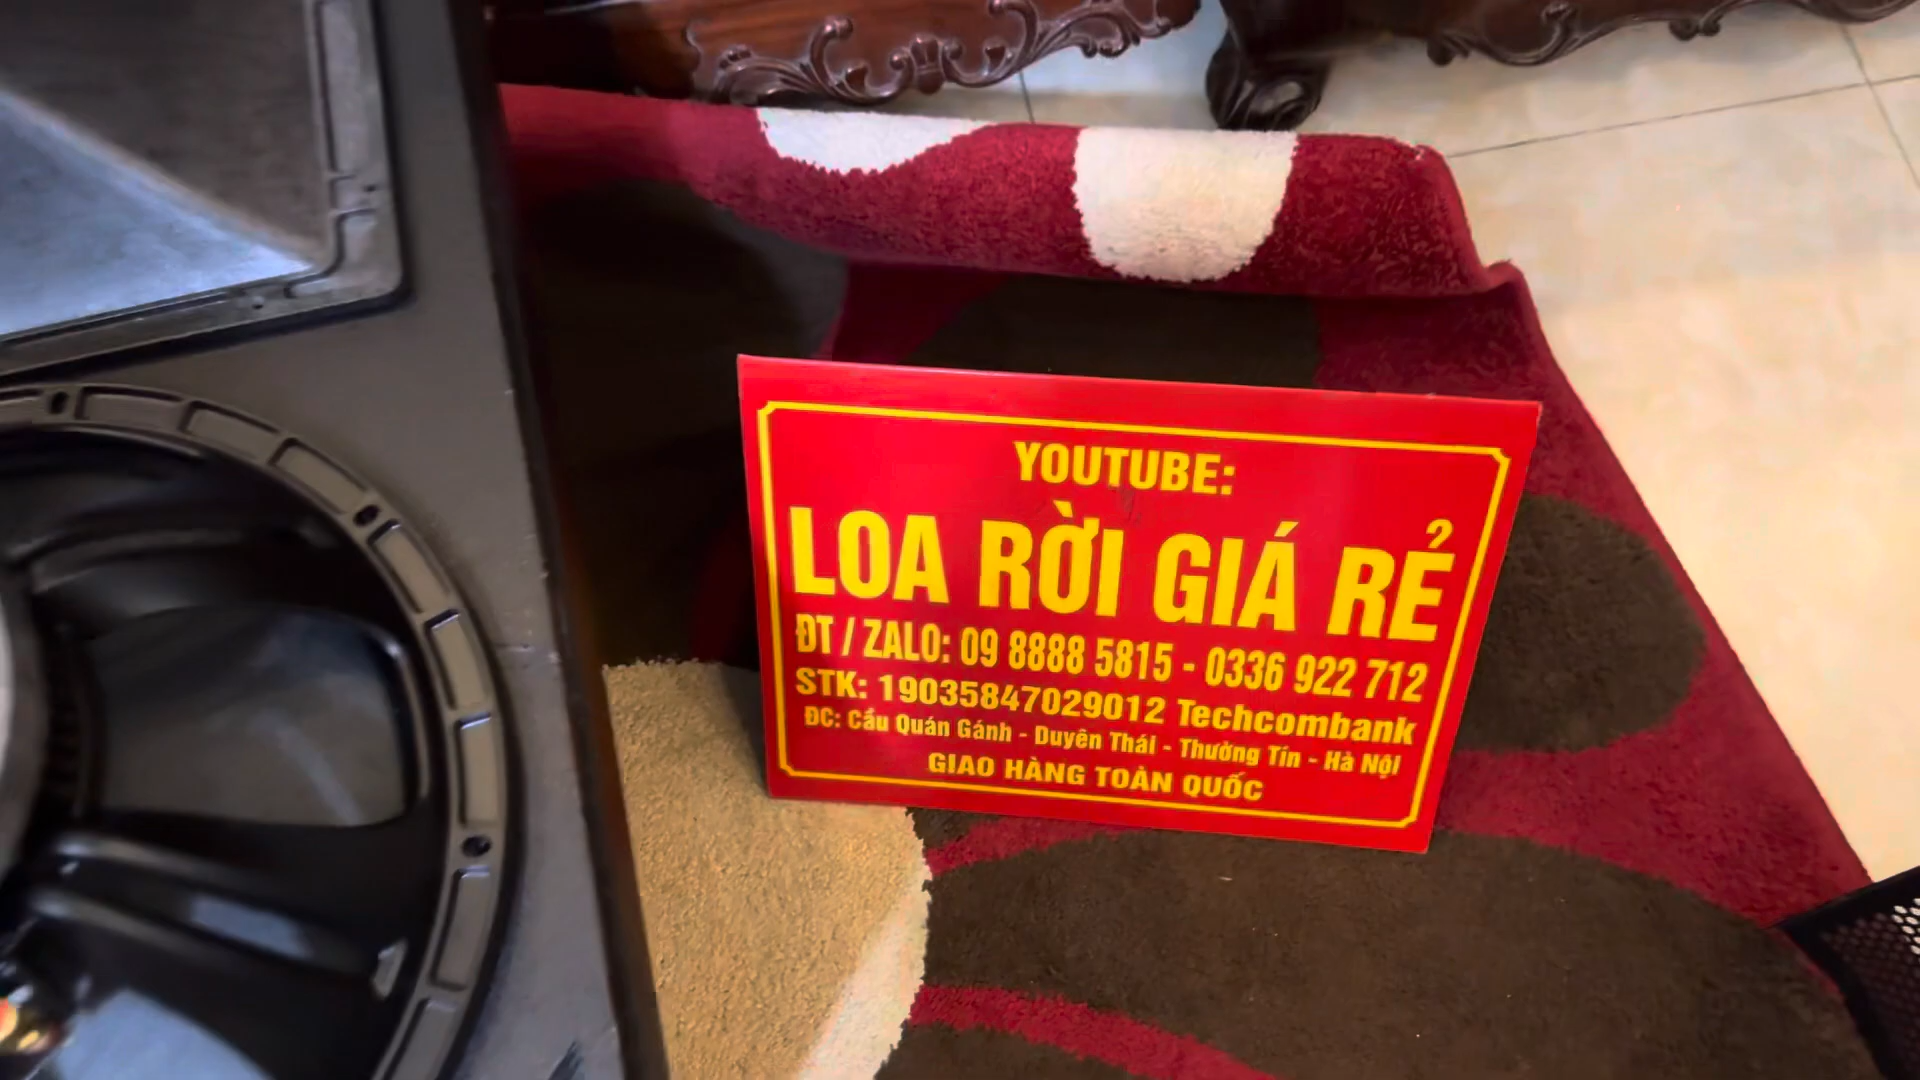 YOUTUBE:
LOA RỜI GIÁ RẺ
ĐT / ZALO: 09 8888 5815 - 0336 922 712
STK: 19035847029012 Techcombank
ĐC: Cầu Quán Gánh - Duyên Thái - Thường Tín - Hà Nội
GIAO HÀNG TOÀN QUỐC